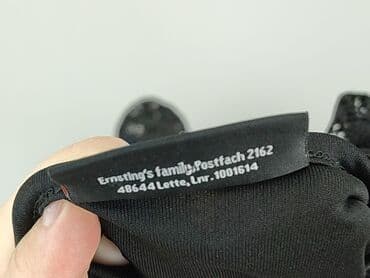 Ernsting's family,Postfach 2162
48644 Lette, Lnr. 1001614